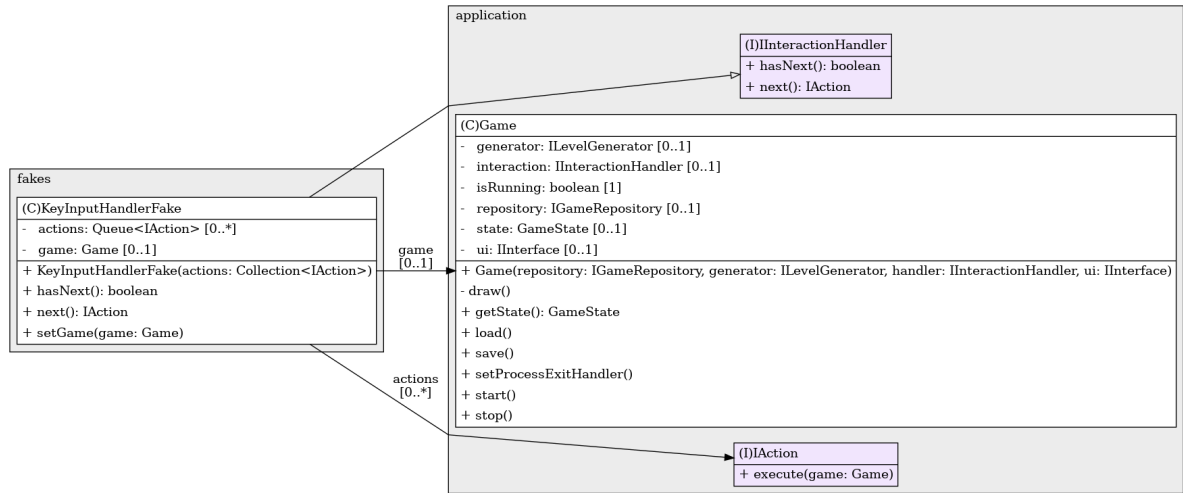 application
(I)IInteractionHandler
+ hasNext(): boolean
+ next(): IAction
(C)Game
- generator: ILevelGenerator [0..1]
- interaction: IInteractionHandler [0..1]
- isRunning: boolean [1]
- repository: IGameRepository [0..1]
- state: GameState [0..1]
- ui: IInterface [0..1]
+ Game(repository: IGameRepository, generator: ILevelGenerator, handler: IInteractionHandler, ui: IInterface)
- draw()
+ getState(): GameState
+ load()
+ save()
+ setProcessExitHandler()
+ start()
+ stop()
(I)IAction
+ execute(game: Game)
fakes
(C)KeyInputHandlerFake
- actions: Queue<IAction> [0..*]
- game: Game [0..1]
+ KeyInputHandlerFake(actions: Collection<IAction>)
+ hasNext(): boolean
+ next(): IAction
+ setGame(game: Game)
game
[0..1]
actions
[0..*]